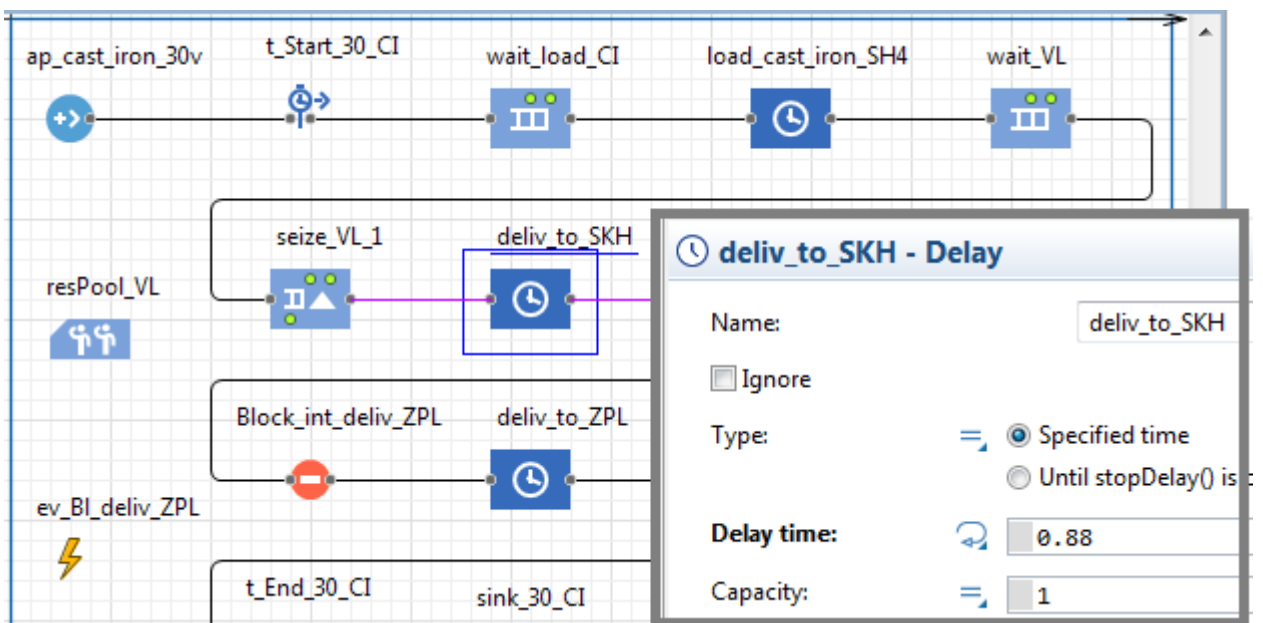 ap_cast_iron_30v t_Start_30_CI wait_load_CI load_cast_iron_SH4 wait_VL
seize_VL_1 deliv_to_SKH
resPool_VL
Block_int_deliv_ZPL deliv_to_ZPL
ev_Bl_deliv_ZPL
t_End_30_CI sink_30_CI
deliv_to_SKH - Delay
Name: deliv_to_SKH
Ignore
Type: = Specified time
Until stopDelay() is
Delay time: 0.88
Capacity: = 1